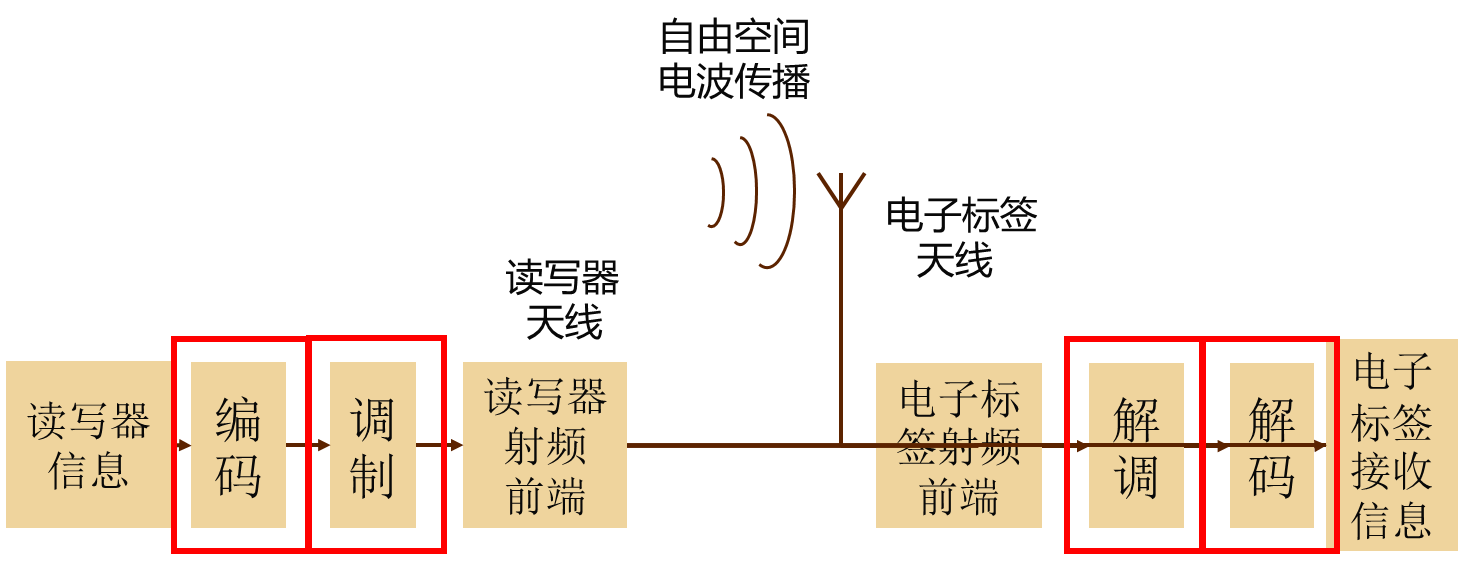 自由空间
电波传播
电子标签
天线
读写器
天线
读写器
信息
编
码
调
制
读写器
射频
前端
电子标
签射频
前端
解
调
解
码
电子
标签
接收
信息